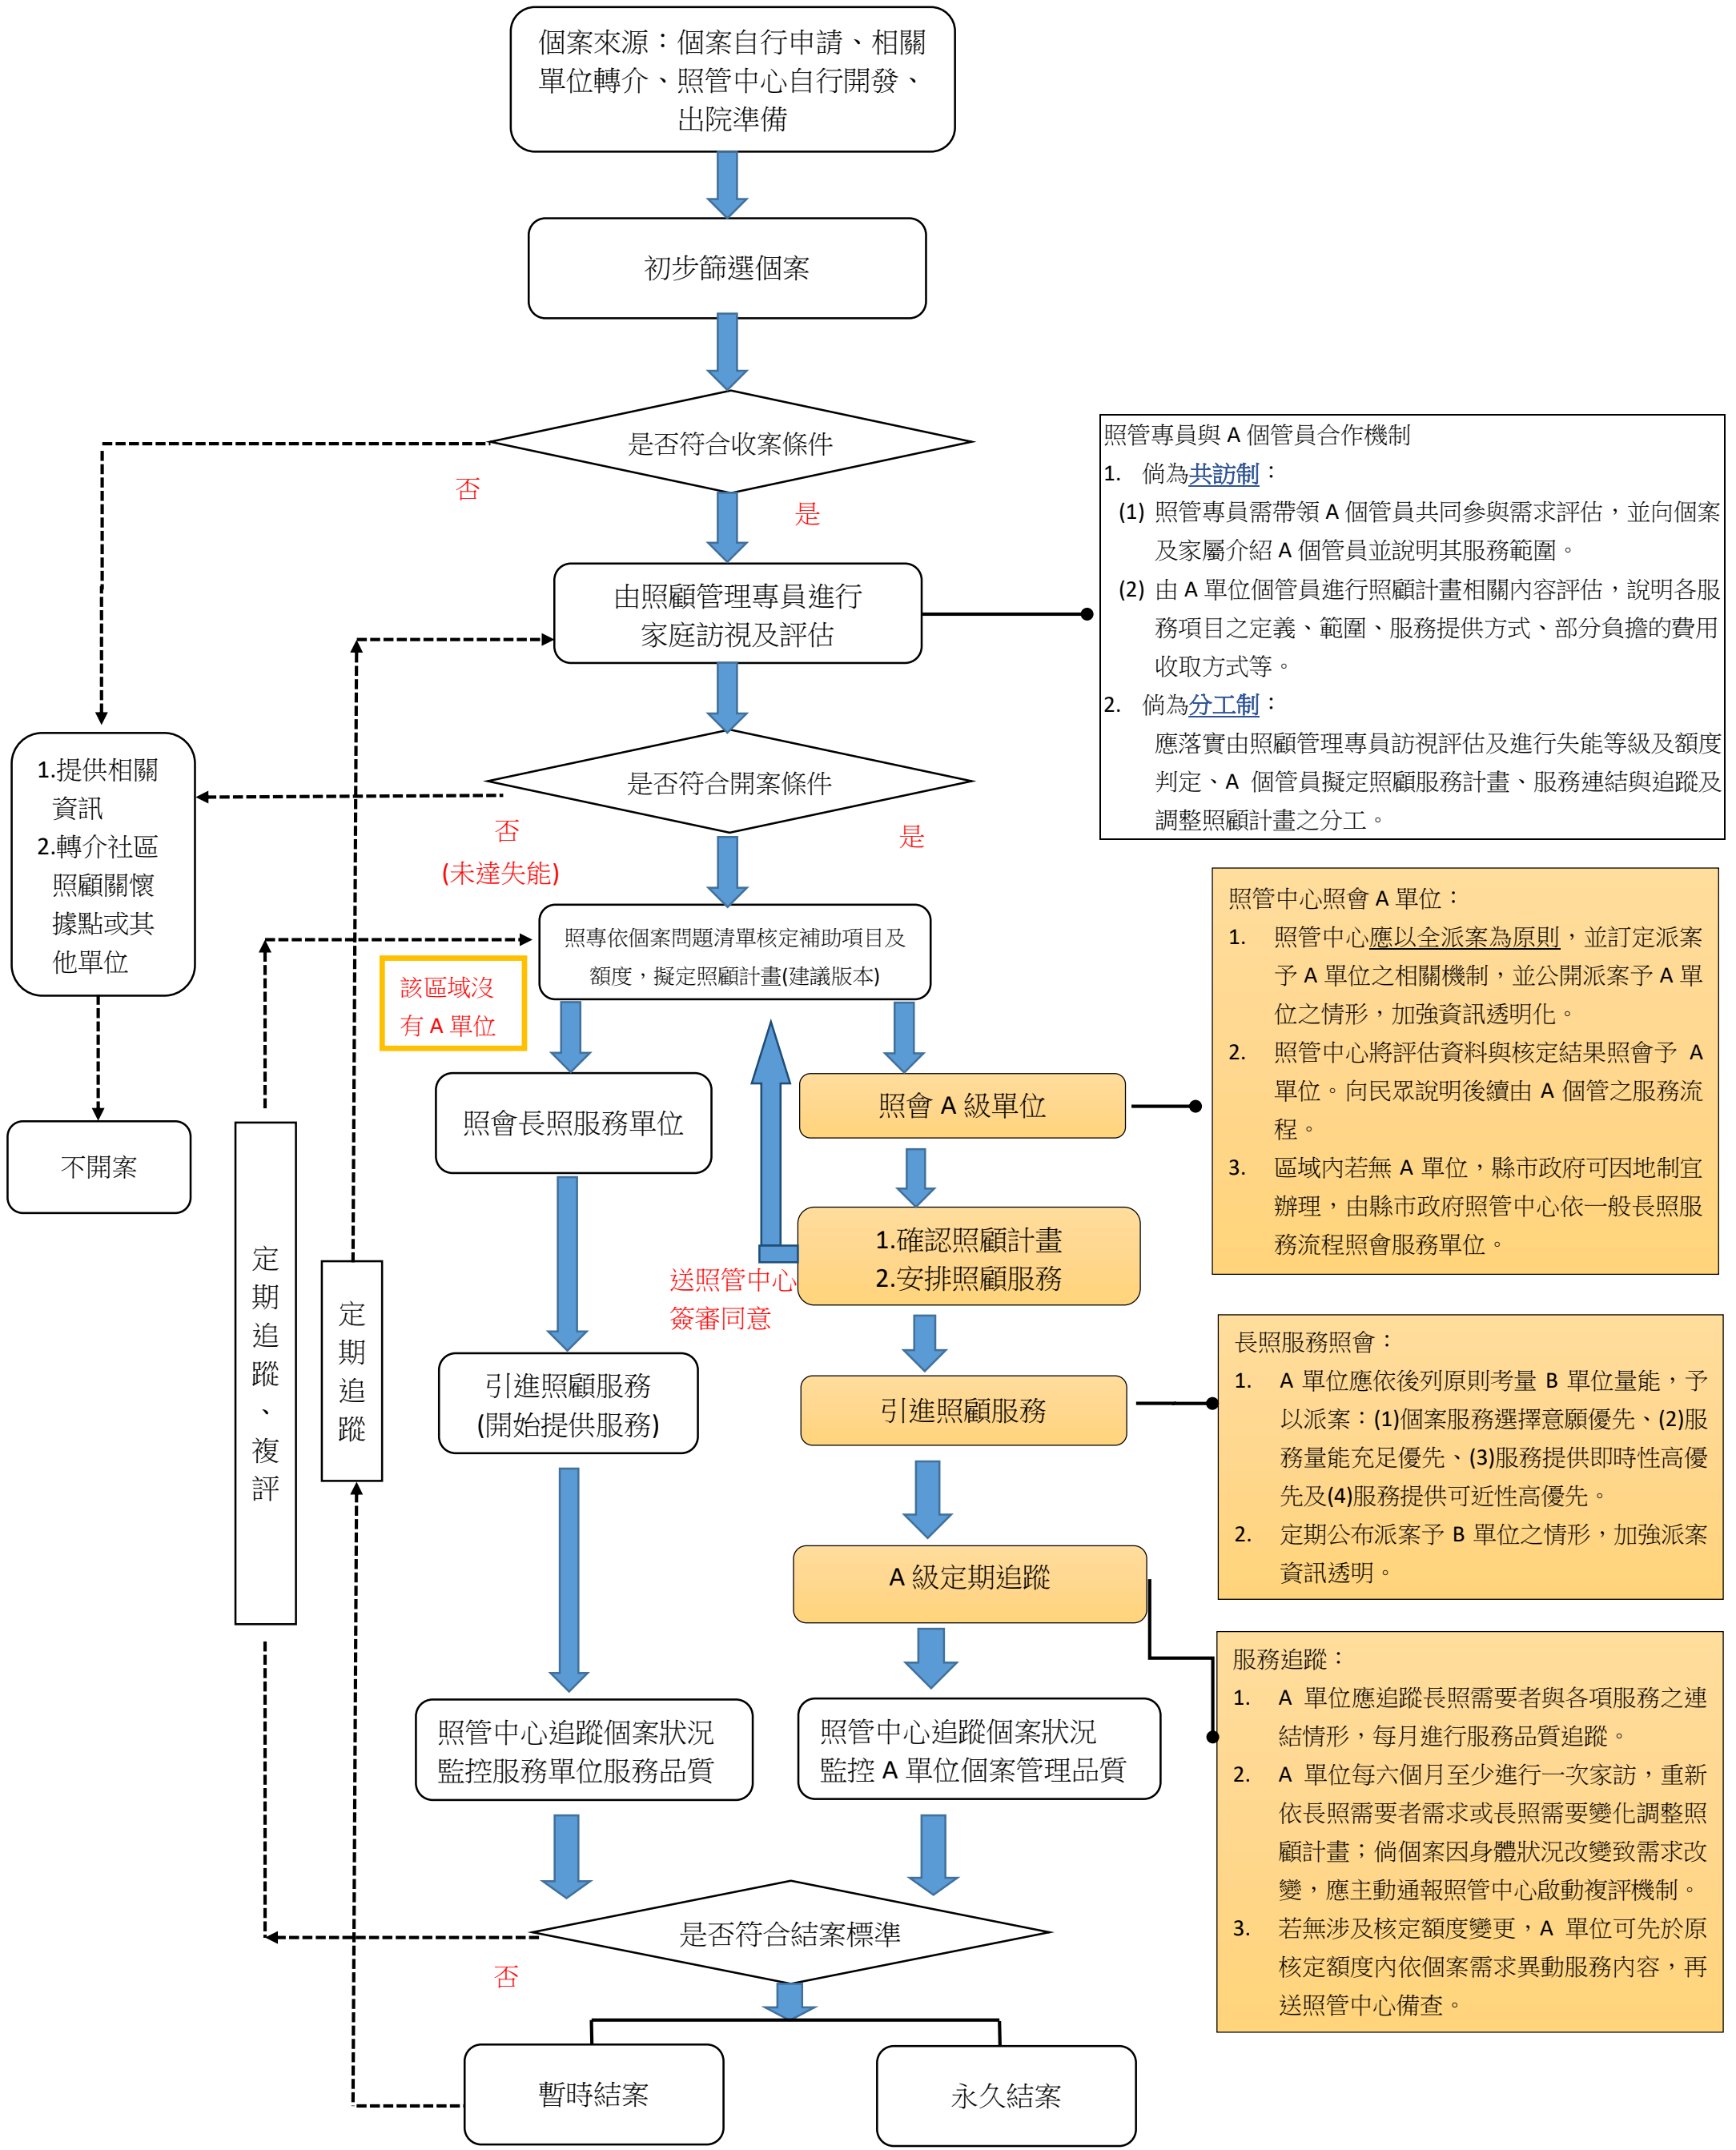 個案來源：個案自行申請、相關
單位轉介、照管中心自行開發、
出院準備
初步篩選個案
是否符合收案條件
否
是
照管專員與 A 個管員合作機制
1. 倘為共訪制：
(1) 照管專員需帶領 A 個管員共同參與需求評估，並向個案
及家屬介紹 A 個管員並說明其服務範圍。
(2) 由 A 單位個管員進行照顧計畫相關內容評估，說明各服
務項目之定義、範圍、服務提供方式、部分負擔的費用
收取方式等。
2. 倘為分工制：
應落實由照顧管理專員訪視評估及進行失能等級及額度
判定、A 個管員擬定照顧服務計畫、服務連結與追蹤及
調整照顧計畫之分工。
由照顧管理專員進行
家庭訪視及評估
是否符合開案條件
否
(未達失能)
是
1.提供相關
資訊
2.轉介社區
照顧關懷
據點或其
他單位
不開案
照專依個案問題清單核定補助項目及
額度，擬定照顧計畫(建議版本)
該區域沒
有 A 單位
照管中心照會 A 單位：
1. 照管中心應以全派案為原則，並訂定派案
予 A 單位之相關機制，並公開派案予 A 單
位之情形，加強資訊透明化。
2. 照管中心將評估資料與核定結果照會予 A
單位。向民眾說明後續由 A 個管之服務流
程。
3. 區域內若無 A 單位，縣市政府可因地制宜
辦理，由縣市政府照管中心依一般長照服
務流程照會服務單位。
照會長照服務單位
照會 A 級單位
1.確認照顧計畫
2.安排照顧服務
送照管中心
簽審同意
定期追蹤、複評
定期追蹤
引進照顧服務
(開始提供服務)
引進照顧服務
長照服務照會：
1. A 單位應依後列原則考量 B 單位量能，予
以派案：(1)個案服務選擇意願優先、(2)服
務量能充足優先、(3)服務提供即時性高優
先及(4)服務提供可近性高優先。
2. 定期公布派案予 B 單位之情形，加強派案
資訊透明。
A 級定期追蹤
服務追蹤：
1. A 單位應追蹤長照需要者與各項服務之連
結情形，每月進行服務品質追蹤。
2. A 單位每六個月至少進行一次家訪，重新
依長照需要者需求或長照需要變化調整照
顧計畫；倘個案因身體狀況改變致需求改
變，應主動通報照管中心啟動複評機制。
3. 若無涉及核定額度變更，A 單位可先於原
核定額度內依個案需求異動服務內容，再
送照管中心備查。
照管中心追蹤個案狀況
監控服務單位服務品質
照管中心追蹤個案狀況
監控 A 單位個案管理品質
是否符合結案標準
否
暫時結案
永久結案